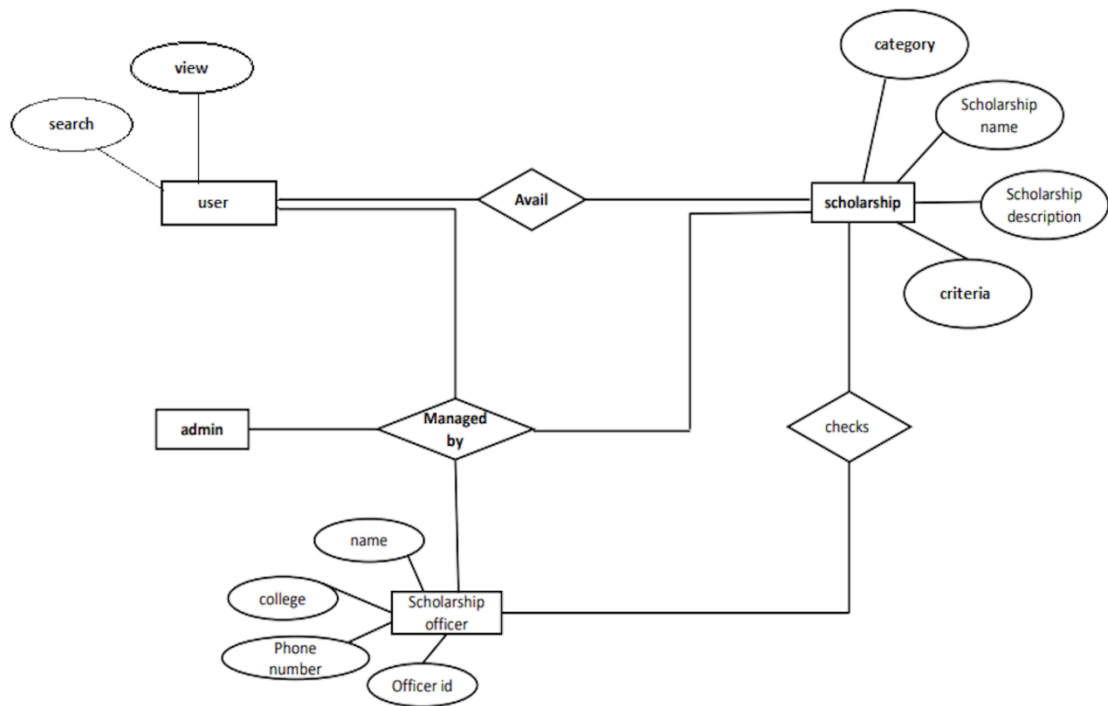 category
view
Scholarship
name
search
user
Avail
scholarship
Scholarship
description
criteria
admin
Managed
by
checks
name
college
Scholarship
officer
Phone
number
Officer id